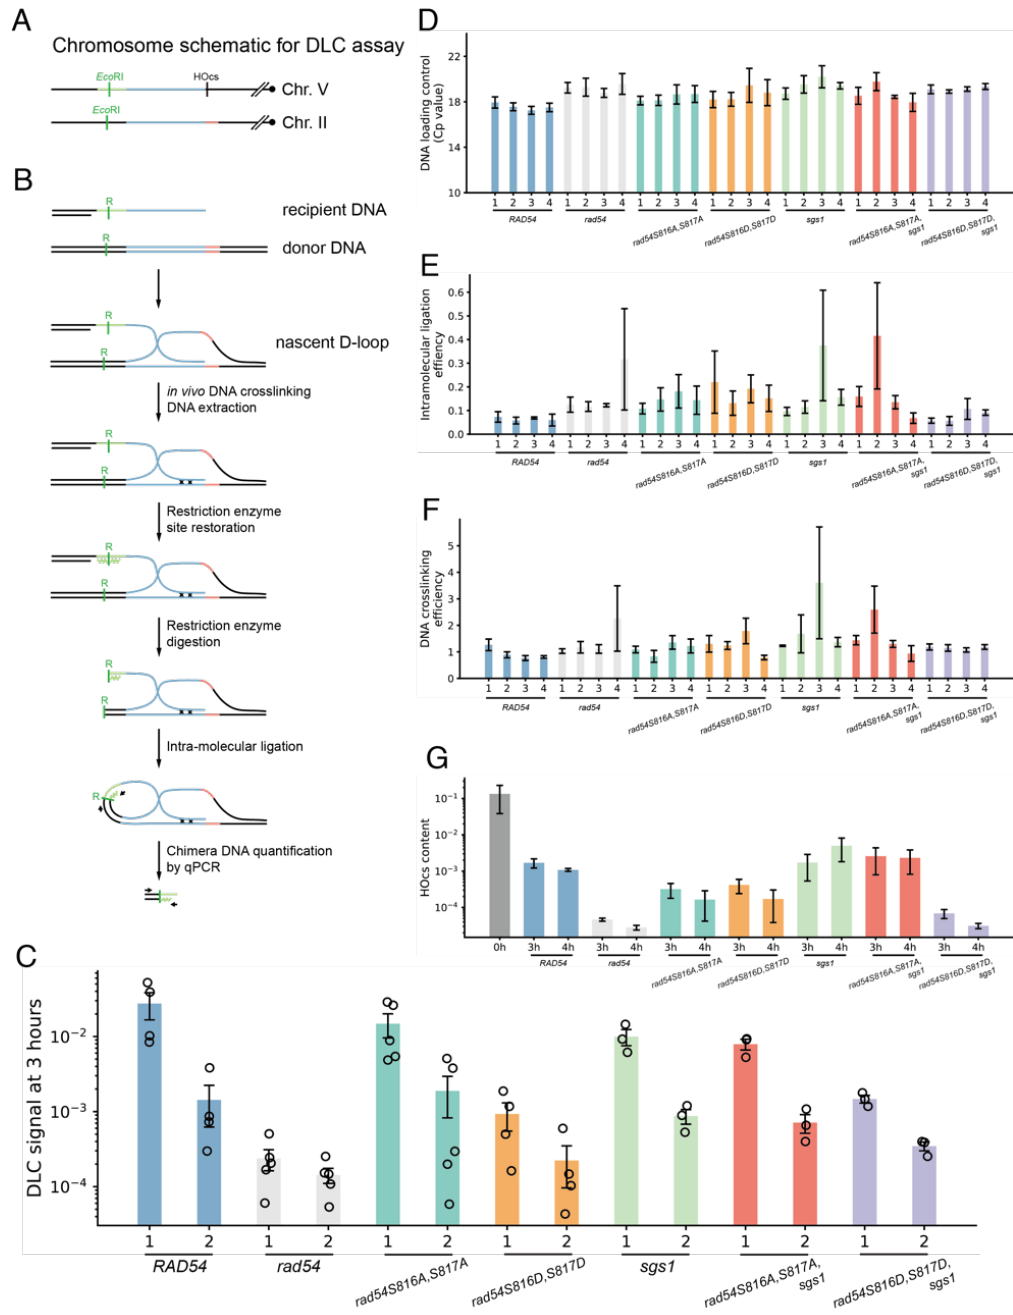 A
Chromosome schematic for DLC assay
EcoRI
HOcs
Chr. V
EcoRI
Chr. II
B
R
recipient DNA
R
donor DNA
R
nascent D-loop
R
in vivo DNA crosslinking
DNA extraction
R
R
Restriction enzyme
site restoration
R
R
Restriction enzyme
digestion
R
R
Intra-molecular ligation
R
Chimera DNA quantification
by qPCR
C
DLC signal at 3 hours
10⁻²
10⁻³
10⁻⁴
1 2 1 2 1 2 1 2 1 2 1 2 1 2
RAD54
rad54
rad54S816A,S817A
rad54S816D,S817D
sgs1
rad54S816A,S817A,
sgs1
rad54S816D,S817D,
sgs1
D
DNA loading control
(Cp value)
22
18
14
10
1 2 3 4 1 2 3 4 1 2 3 4 1 2 3 4 1 2 3 4 1 2 3 4 1 2 3 4
RAD54
rad54
rad54S816A,S817A
rad54S816D,S817D
sgs1
rad54S816A,S817A,
sgs1
rad54S816D,S817D,
sgs1
E
Intramolecular ligation
effiency
0.6
0.5
0.4
0.3
0.2
0.1
0.0
1 2 3 4 1 2 3 4 1 2 3 4 1 2 3 4 1 2 3 4 1 2 3 4 1 2 3 4
RAD54
rad54
rad54S816A,S817A
rad54S816D,S817D
sgs1
rad54S816A,S817A,
sgs1
rad54S816D,S817D,
sgs1
F
DNA crosslinking
efficiency
5
4
3
2
1
0
1 2 3 4 1 2 3 4 1 2 3 4 1 2 3 4 1 2 3 4 1 2 3 4 1 2 3 4
RAD54
rad54
rad54S816A,S817A
rad54S816D,S817D
sgs1
rad54S816A,S817A,
sgs1
rad54S816D,S817D,
sgs1
G
HOcs content
10⁻¹
10⁻²
10⁻³
10⁻⁴
0h 3h 4h 3h 4h 3h 4h 3h 4h 3h 4h 3h 4h 3h 4h
RAD54
rad54
rad54S816A,S817A
rad54S816D,S817D
sgs1
rad54S816A,S817A,
sgs1
rad54S816D,S817D,
sgs1